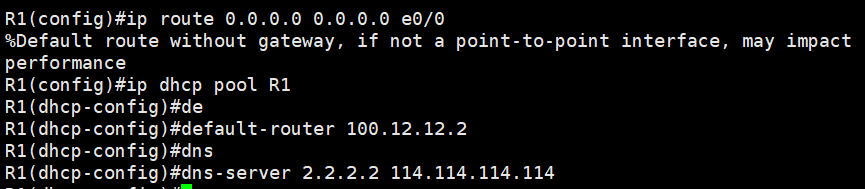 R1(config)#ip route 0.0.0.0 0.0.0.0 e0/0
%Default route without gateway, if not a point-to-point interface, may impact
performance
R1(config)#ip dhcp pool R1
R1(dhcp-config)#de
R1(dhcp-config)#default-router 100.12.12.2
R1(dhcp-config)#dns
R1(dhcp-config)#dns-server 2.2.2.2 114.114.114.114
R1(dhcp-config)#